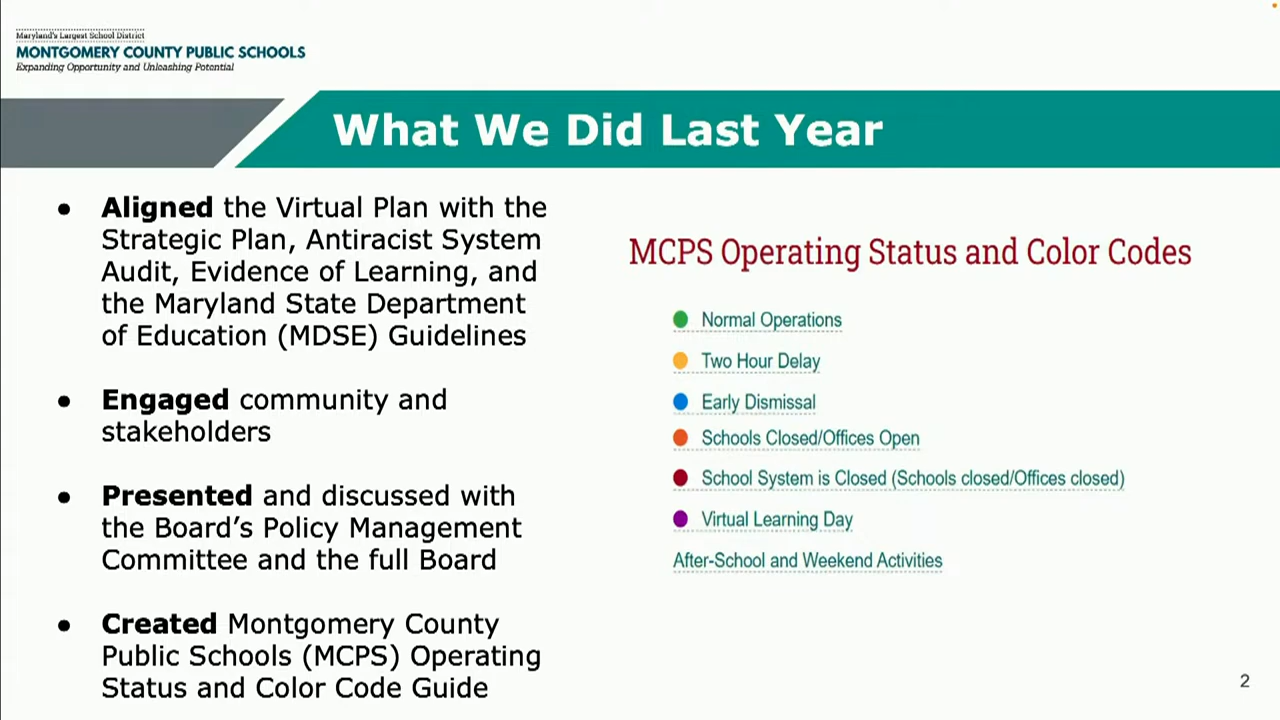 Maryland's Largest School District
MONTGOMERY COUNTY PUBLIC SCHOOLS
Expanding Opportunity and Unleashing Potential
What We Did Last Year
● Aligned the Virtual Plan with the
Strategic Plan, Antiracist System
Audit, Evidence of Learning, and
the Maryland State Department
of Education (MDSE) Guidelines
● Engaged community and
stakeholders
● Presented and discussed with
the Board's Policy Management
Committee and the full Board
● Created Montgomery County
Public Schools (MCPS) Operating
Status and Color Code Guide
MCPS Operating Status and Color Codes
Normal Operations
Two Hour Delay
Early Dismissal
Schools Closed/Offices Open
School System is Closed (Schools closed/Offices closed)
Virtual Learning Day
After-School and Weekend Activities
2